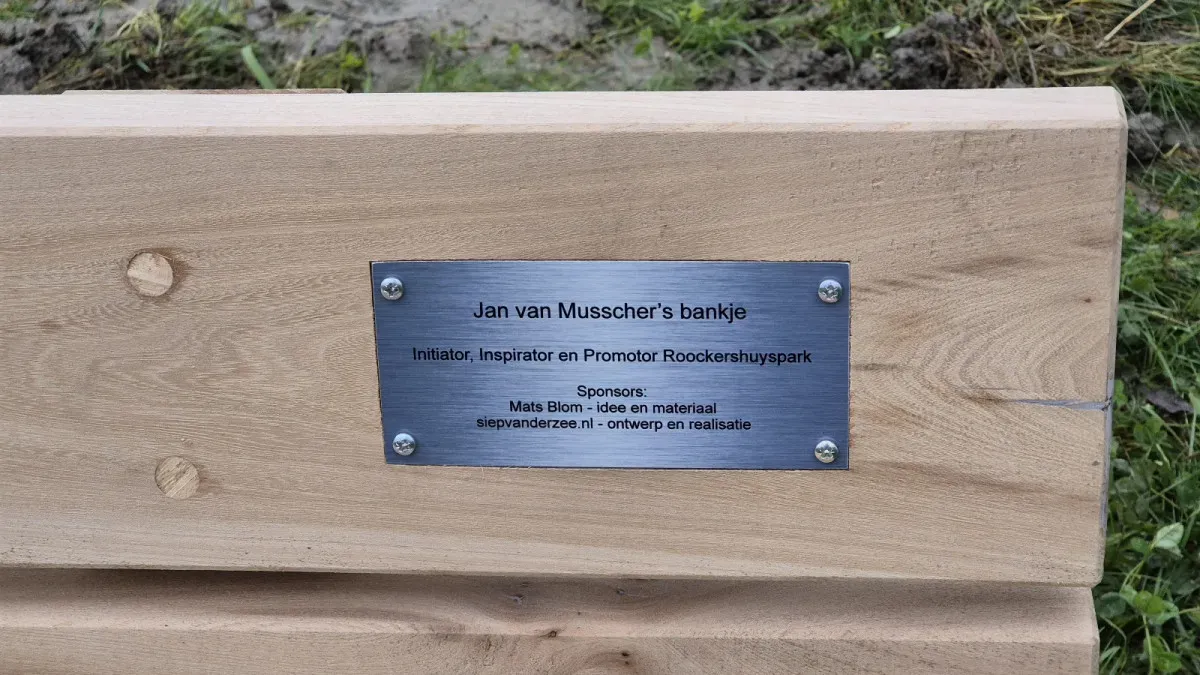 Jan van Musscher's bankje
Initiator, Inspirator en Promotor Roockershuyspark
Sponsors:
Mats Blom - idee en materiaal
siepvanderzee.nl - ontwerp en realisatie